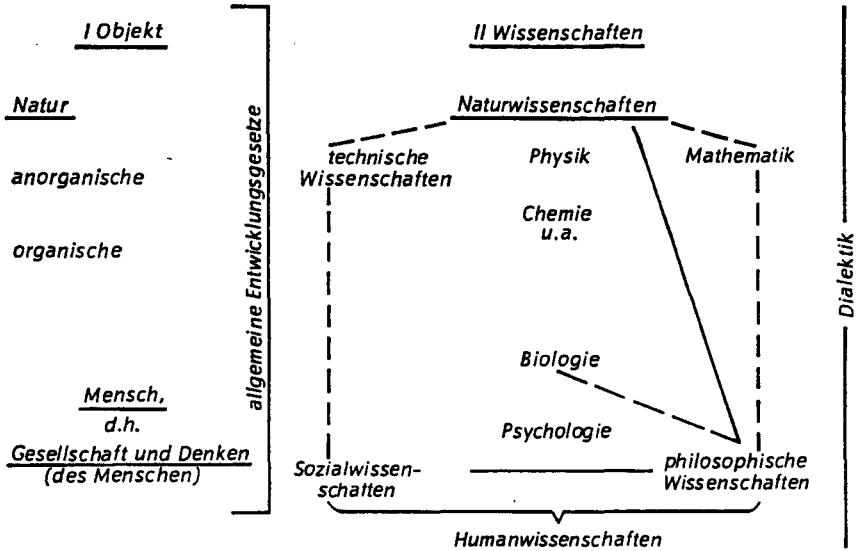 I Objekt
II Wissenschaften
Natur
Naturwissenschaften
technische
Wissenschaften
Physik
Mathematik
anorganische
Chemie
u.a.
organische
allgemeine Entwicklungsgesetze
Dialektik
Biologie
Mensch,
d.h.
Psychologie
Gesellschaft und Denken
(des Menschen)
Sozialwissen-
schatten
philosophische
Wissenschaften
Humanwissenschaften